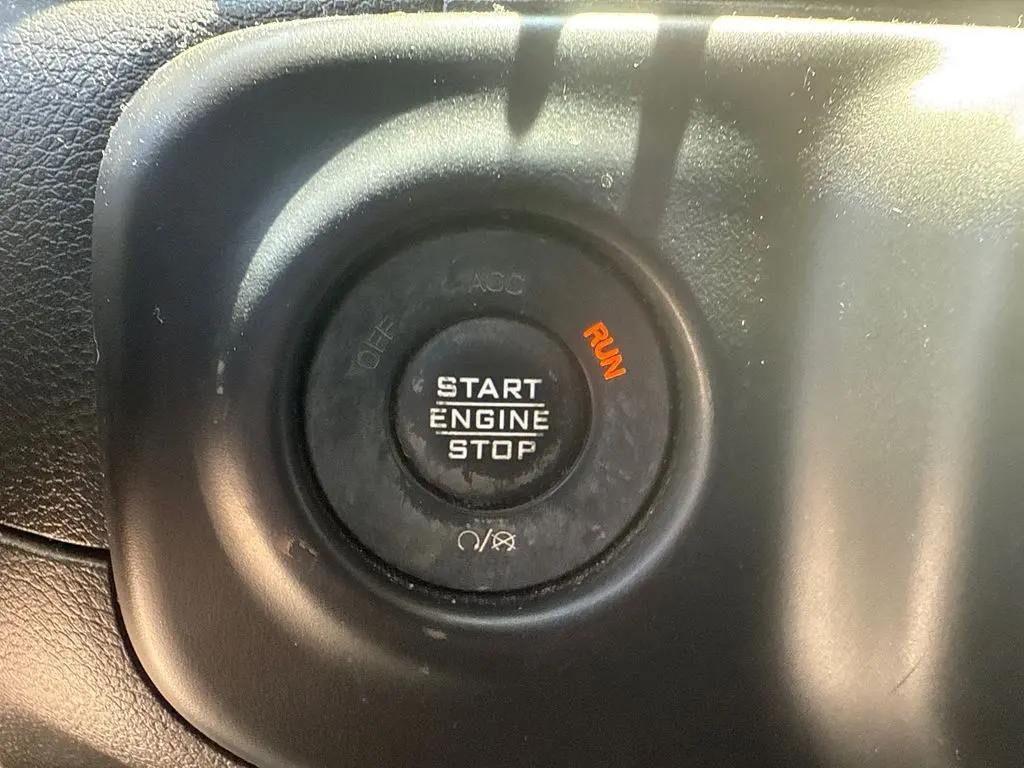 ACC
OFF
RUN
START
ENGINE
STOP